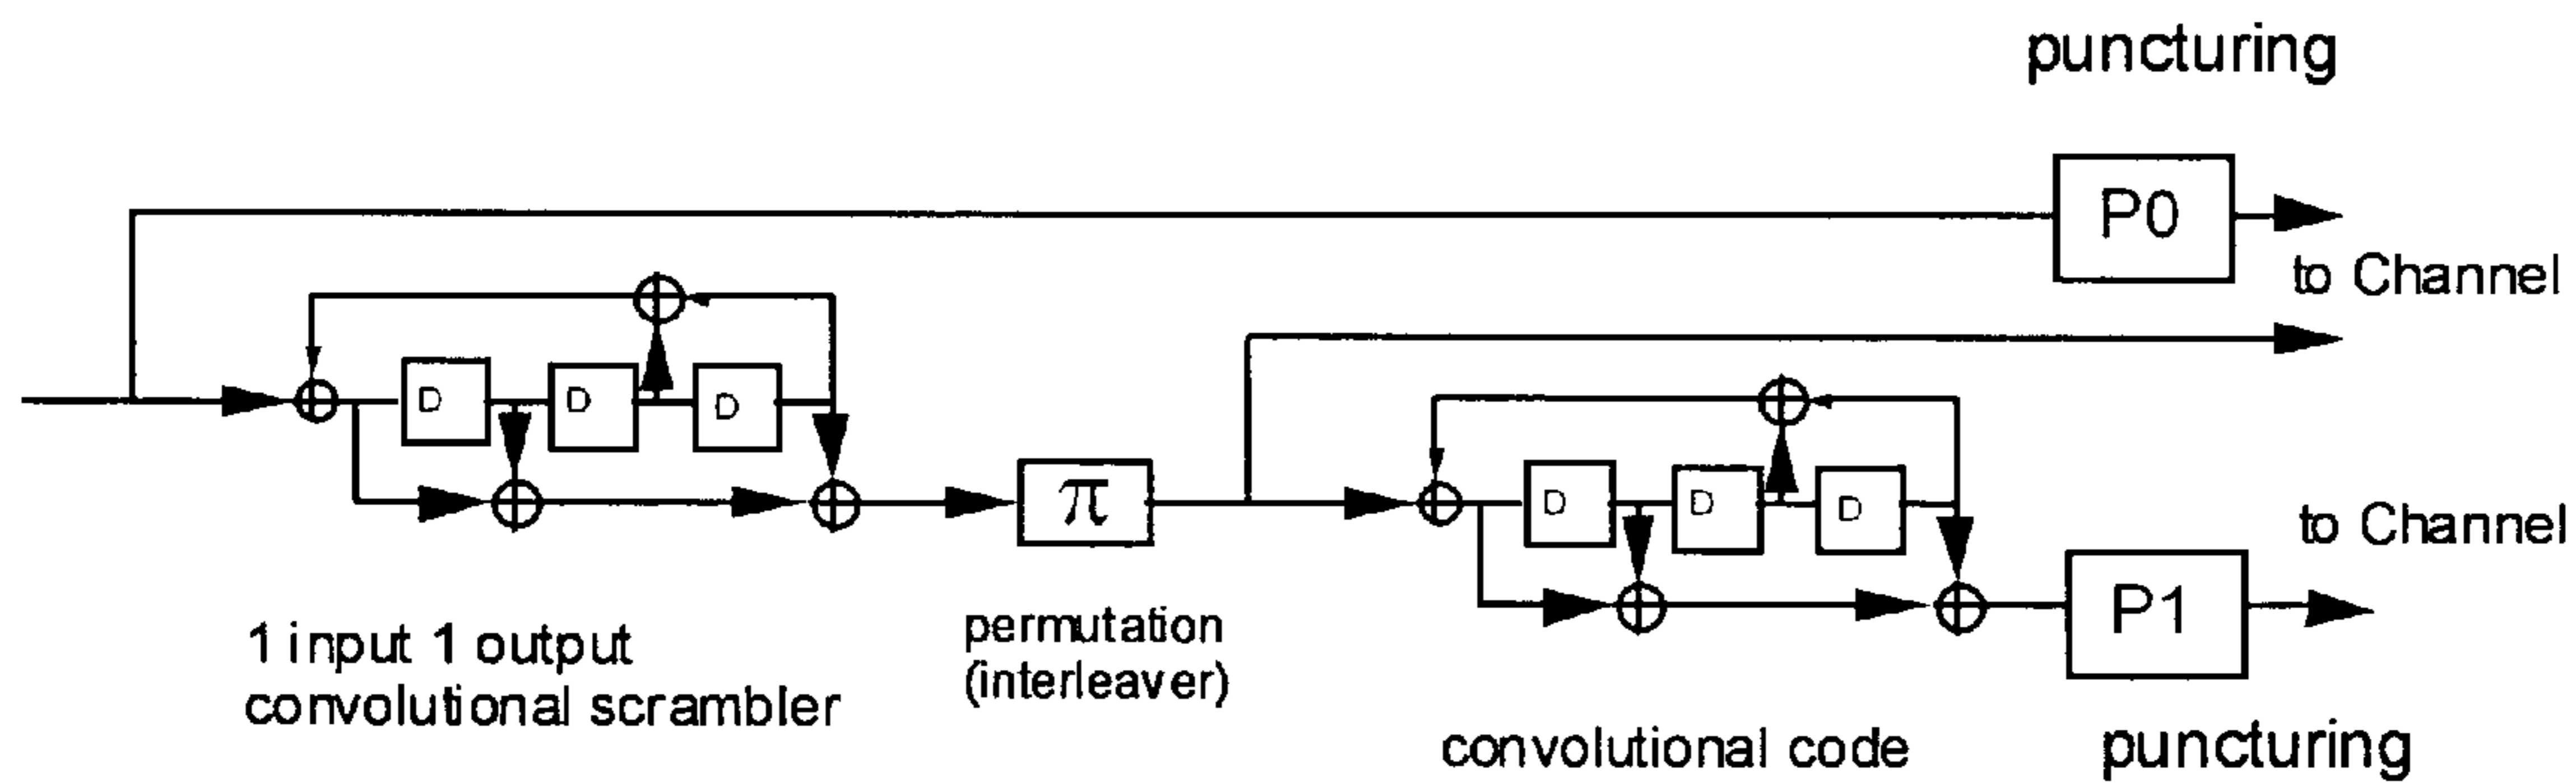 puncturing
P0
to Channel
D
D
D
π
D
D
D
to Channel
P1
1 input 1 output
convolutional scrambler
permutation
(interleaver)
convolutional code
puncturing